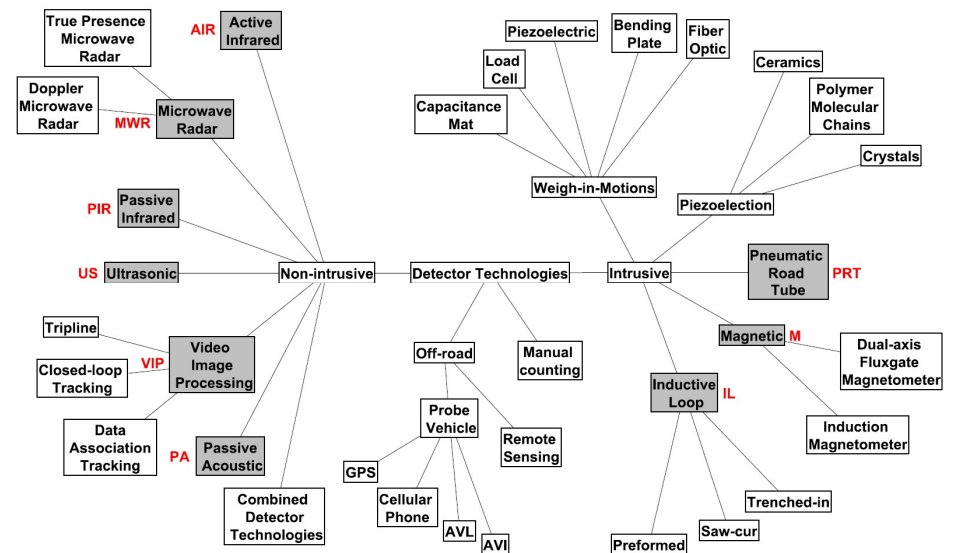 True Presence
Microwave
Radar
AIR
Active
Infrared
Doppler
Microwave
Radar
MWR
Microwave
Radar
PIR
Passive
Infrared
US
Ultrasonic
Non-intrusive
Detector Technologies
Intrusive
Piezoelectric
Bending
Plate
Fiber
Optic
Load
Cell
Capacitance
Mat
Weigh-in-Motions
Ceramics
Polymer
Molecular
Chains
Crystals
Piezoelection
Pneumatic
Road
Tube
PRT
Magnetic
M
Dual-axis
Fluxgate
Magnetometer
Induction
Magnetometer
Inductive
Loop
IL
Trenched-in
Saw-cur
Preformed
Tripline
VIP
Video
Image
Processing
Closed-loop
Tracking
Data
Association
Tracking
PA
Passive
Acoustic
Combined
Detector
Technologies
Off-road
Manual
counting
Probe
Vehicle
Remote
Sensing
GPS
Cellular
Phone
AVL
AVI